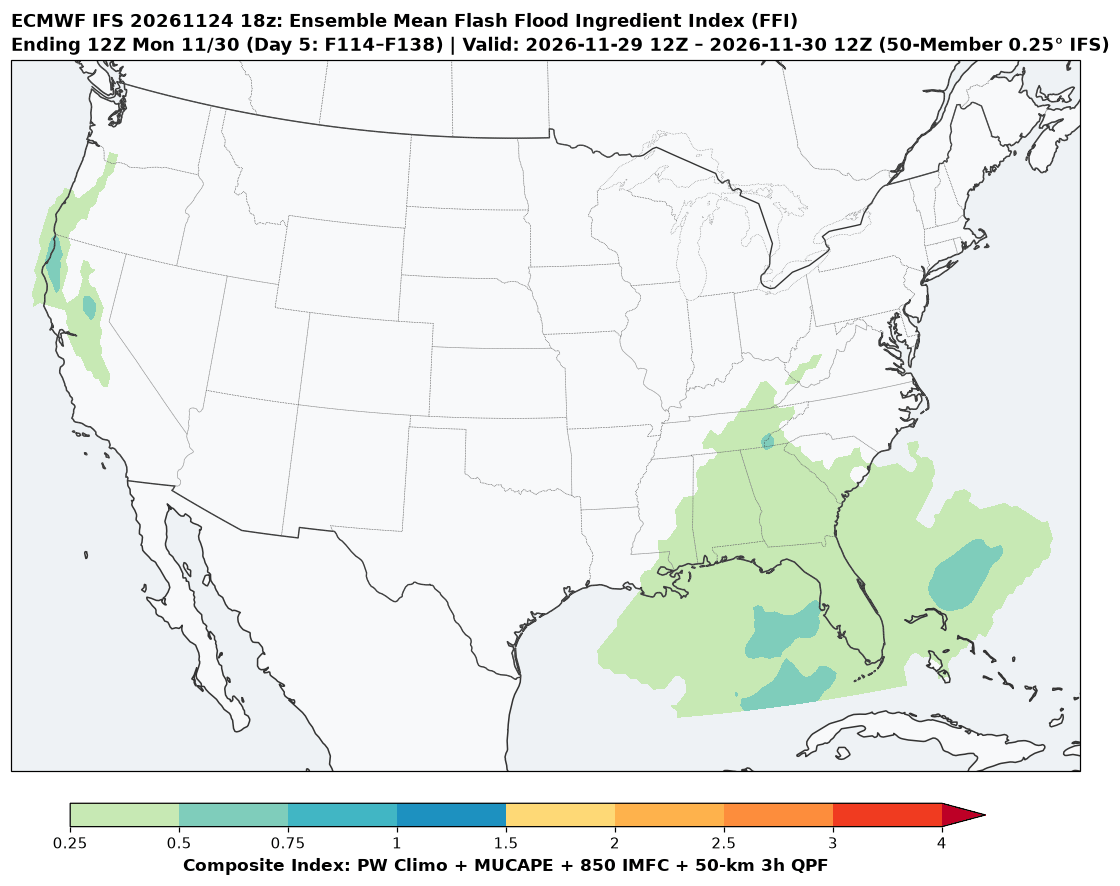 ECMWF IFS 20261124 18z: Ensemble Mean Flash Flood Ingredient Index (FFI)
Ending 12Z Mon 11/30 (Day 5: F114–F138) | Valid: 2026-11-29 12Z – 2026-11-30 12Z (50-Member 0.25° IFS)
0.25 0.5 0.75 1 1.5 2 2.5 3 4
Composite Index: PW Climo + MUCAPE + 850 IMFC + 50-km 3h QPF